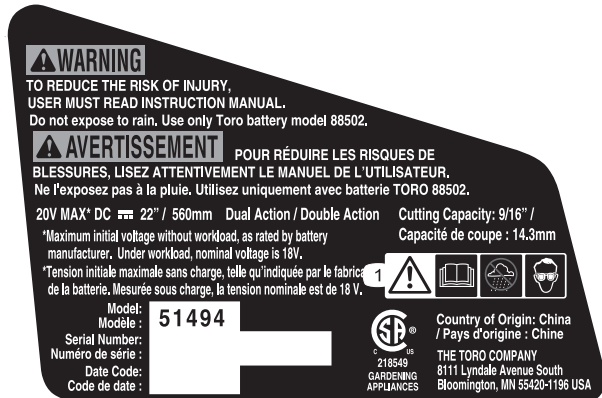 WARNING
TO REDUCE THE RISK OF INJURY,
USER MUST READ INSTRUCTION MANUAL.
Do not expose to rain. Use only Toro battery model 88502.
AVERTISSEMENT POUR RÉDUIRE LES RISQUES DE
BLESSURES, LISEZ ATTENTIVEMENT LE MANUEL DE L'UTILISATEUR.
Ne l'exposez pas à la pluie. Utilisez uniquement avec batterie TORO 88502.
20V MAX* DC 22"/ 560mm Dual Action / Double Action
*Maximum initial voltage without workload, as rated by battery
manufacturer. Under workload, nominal voltage is 18V.
*Tension initiale maximale sans charge, telle qu'indiquée par le
de la batterie. Mesurée sous charge, la tension nominale est de 18 V.
Cutting Capacity: 9/16" /
Capacité de coupe : 14.3mm
1
Model:
Modèle :
51494
Serial Number:
Numéro de série :
Date Code:
Code de date :
SA ®
C US
218549
GARDENING
APPLIANCES
Country of Origin: China
/ Pays d'origine : Chine
THE TORO COMPANY
8111 Lyndale Avenue South
Bloomington, MN 55420-1196 USA